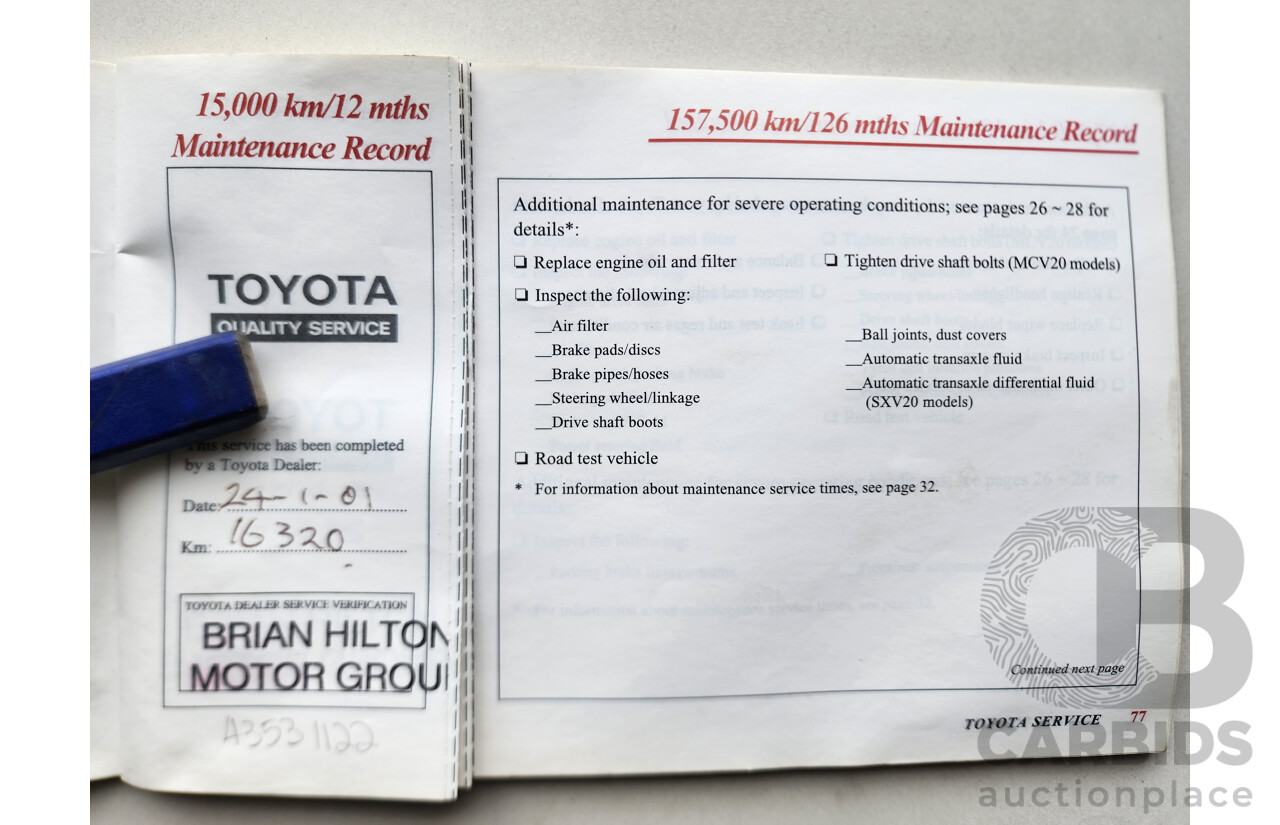 15,000 km/12 mths
Maintenance Record
TOYOTA
QUALITY SERVICE
This service has been completed
by a Toyota Dealer:
Date: 24-1-01
Km: 16320
TOYOTA DEALER SERVICE VERIFICATION
BRIAN HILTON
MOTOR GROU
A3531122
157,500 km/126 mths Maintenance Record
Additional maintenance for severe operating conditions; see pages 26 ~ 28 for
details*:
❑ Replace engine oil and filter
❑ Inspect the following:
__Air filter
__Brake pads/discs
__Brake pipes/hoses
__Steering wheel/linkage
__Drive shaft boots
❑ Tighten drive shaft bolts (MCV20 models)
__Ball joints, dust covers
__Automatic transaxle fluid
__Automatic transaxle differential fluid
(SXV20 models)
❑ Road test vehicle
* For information about maintenance service times, see page 32.
Continued next page
TOYOTA SERVICE 77
CARBIDS
auctionplace